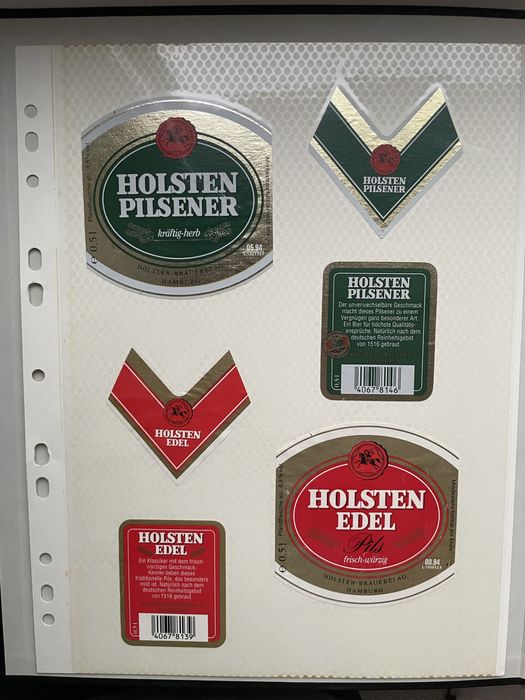 HOLSTEN
PILSENER
kräftig-herb
05.94
HOLSTEN-BRAUEREI AG
HAMBURG
e 0,5 l
HOLSTEN
PILSENER
HOLSTEN
PILSENER
Der unverwechselbare Geschmack
macht dieses Pilsener zu einem
Vergnügen ganz besonderer Art.
Ein Bier für höchste Qualitäts-
ansprüche. Natürlich nach dem
deutschen Reinheitsgebot
von 1516 gebraut.
0,5 l
4067 8146
HOLSTEN
EDEL
HOLSTEN
EDEL
Pils
frisch-würzig
08.94
HOLSTEN-BRAUEREI AG
HAMBURG
e 0,5 l
HOLSTEN
EDEL
Ein Klassiker mit dem frisch-
würzigen Geschmack.
Kenner lieben dieses
traditionelle Pils, das besonders
mild ist. Natürlich nach dem
deutschen Reinheitsgebot
von 1516 gebraut.
0,5 l
4067 8139